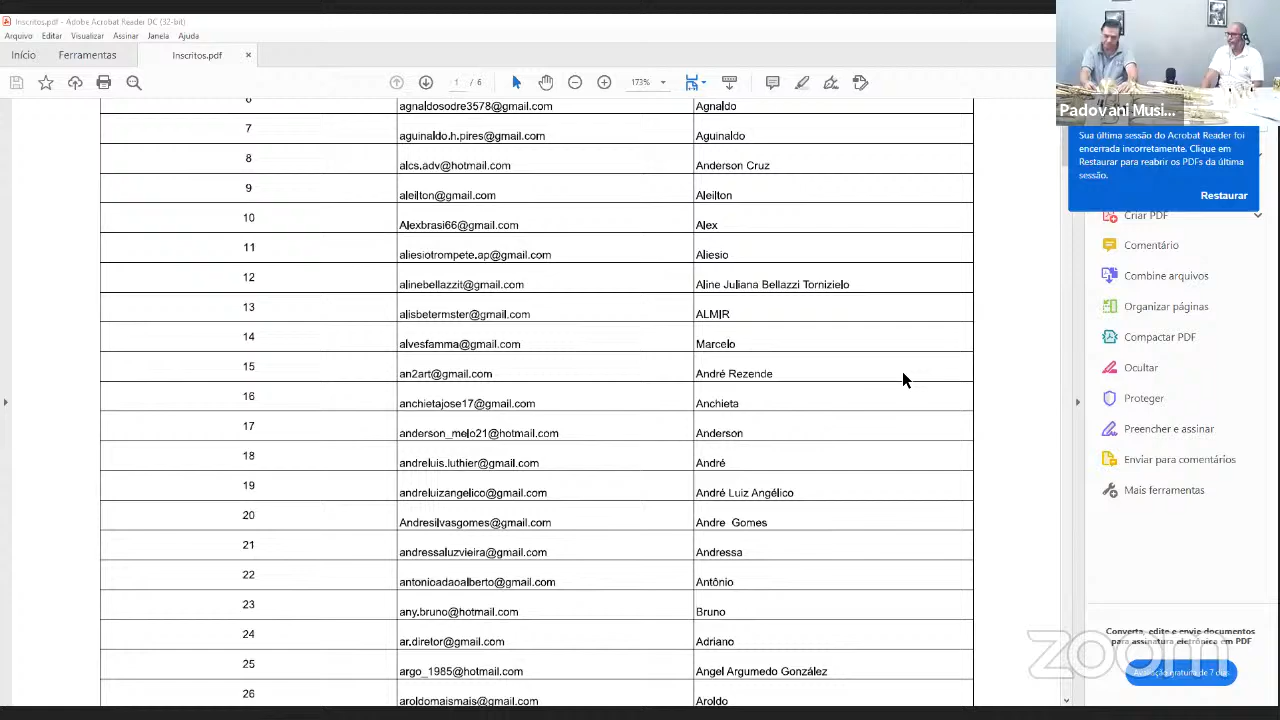 Inscritos.pdf - Adobe Acrobat Reader DC (32-bit)
Arquivo Editar Visualizar Assinar Janela Ajuda
Início Ferramentas Inscritos.pdf ×
1 / 6 173%
6 agnaldosodre3578@gmail.com Agnaldo
7 aguinaldo.h.pires@gmail.com Aguinaldo
8 alcs.adv@hotmail.com Anderson Cruz
9 aleilton@gmail.com Aleilton
10 Alexbrasi66@gmail.com Alex
11 aliesiotrompete.ap@gmail.com Aliesio
12 alinebellazzit@gmail.com Aline Juliana Bellazzi Tornizielo
13 alisbetermster@gmail.com ALMIR
14 alvesfamma@gmail.com Marcelo
15 an2art@gmail.com André Rezende
16 anchietajose17@gmail.com Anchieta
17 anderson_melo21@hotmail.com Anderson
18 andreluis.luthier@gmail.com André
19 andreluizangelico@gmail.com André Luiz Angélico
20 Andresilvasgomes@gmail.com Andre  Gomes
21 andressaluzvieira@gmail.com Andressa
22 antonioadaoalberto@gmail.com Antônio
23 any.bruno@hotmail.com Bruno
24 ar.diretor@gmail.com Adriano
25 argo_1985@hotmail.com Angel Argumedo González
26 aroldomaismais@gmail.com Aroldo
Padovani Musi...
Sua última sessão do Acrobat Reader foi
encerrada incorretamente. Clique em
Restaurar para reabrir os PDFs da última
sessão.
Restaurar
Criar PDF
Comentário
Combine arquivos
Organizar páginas
Compactar PDF
Ocultar
Proteger
Preencher e assinar
Enviar para comentários
Mais ferramentas
Converta, edite e envie documentos
para assinatura eletrônica em PDF
Avaliação gratuita de 7 dias
zoom